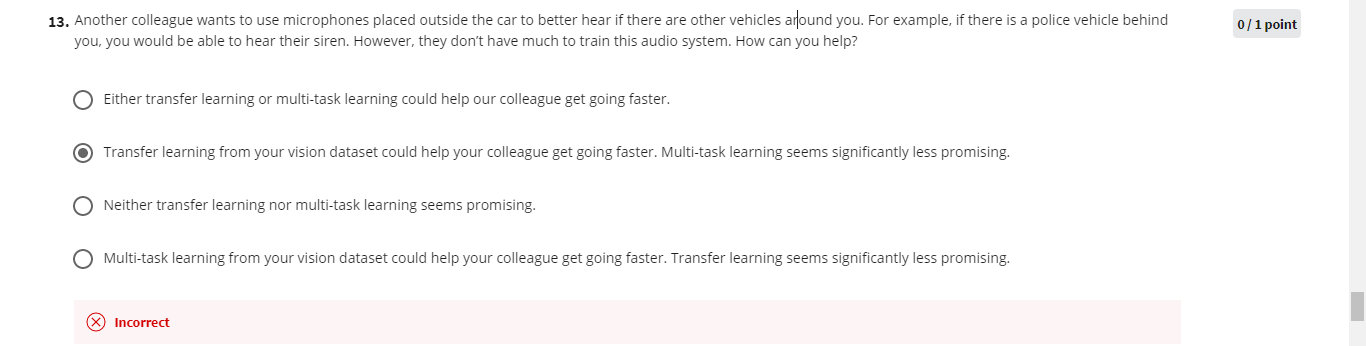 13. Another colleague wants to use microphones placed outside the car to better hear if there are other vehicles around you. For example, if there is a police vehicle behind
you, you would be able to hear their siren. However, they don't have much to train this audio system. How can you help?
0 / 1 point
Either transfer learning or multi-task learning could help our colleague get going faster.
Transfer learning from your vision dataset could help your colleague get going faster. Multi-task learning seems significantly less promising.
Neither transfer learning nor multi-task learning seems promising.
Multi-task learning from your vision dataset could help your colleague get going faster. Transfer learning seems significantly less promising.
Incorrect